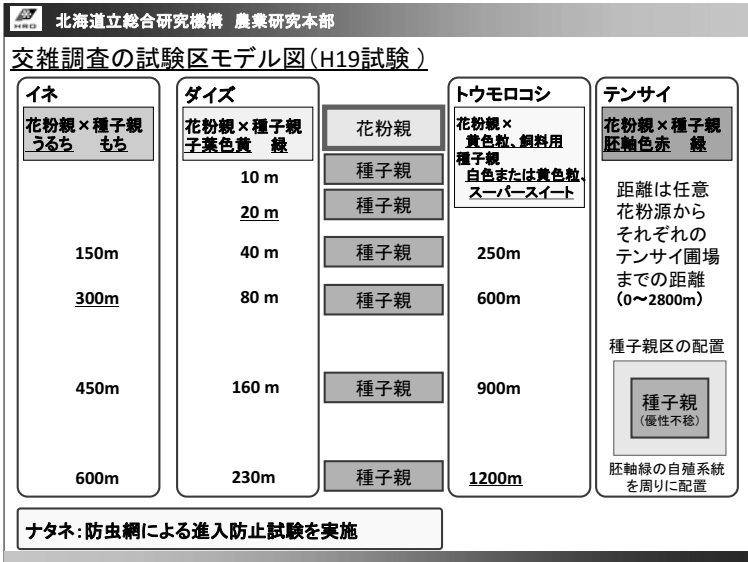 HRO 北海道立総合研究機構 農業研究本部
交雑調査の試験区モデル図(H19試験 )
イネ
花粉親×種子親
うるち もち
150m
300m
450m
600m
ダイズ
花粉親×種子親
子葉色黄 緑
10 m
20 m
40 m
80 m
160 m
230m
花粉親
種子親
種子親
種子親
種子親
種子親
種子親
トウモロコシ
花粉親×
黄色粒、飼料用
種子親
白色または黄色粒、
スーパースイート
250m
600m
900m
1200m
テンサイ
花粉親×種子親
胚軸色赤 緑
距離は任意
花粉源から
それぞれの
テンサイ圃場
までの距離
(0~2800m)
種子親区の配置
種子親
(優性不稔)
胚軸緑の自殖系統
を周りに配置
ナタネ:防虫網による進入防止試験を実施